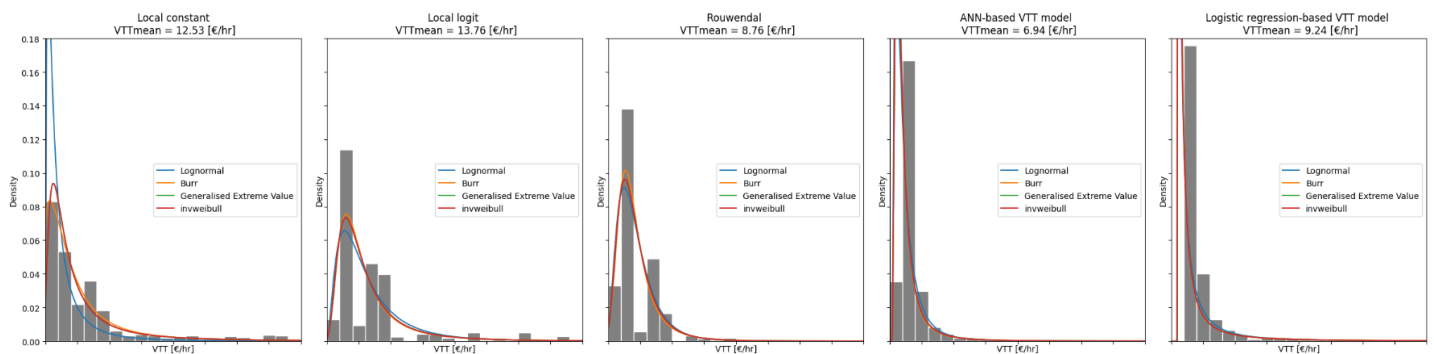 Local constant
VTTmean = 12.53 [€/hr]
0.18
0.16
0.14
0.12
0.10
0.08
0.06
0.04
0.02
0.00
Density
Lognormal
Burr
Generalised Extreme Value
invweibull
VTT [€/hr]
Local logit
VTTmean = 13.76 [€/hr]
Density
Lognormal
Burr
Generalised Extreme Value
invweibull
VTT [€/hr]
Rouwendal
VTTmean = 8.76 [€/hr]
Density
Lognormal
Burr
Generalised Extreme Value
invweibull
VTT [€/hr]
ANN-based VTT model
VTTmean = 6.94 [€/hr]
Density
Lognormal
Burr
Generalised Extreme Value
invweibull
VTT [€/hr]
Logistic regression-based VTT model
VTTmean = 9.24 [€/hr]
Density
Lognormal
Burr
Generalised Extreme Value
invweibull
VTT [€/hr]